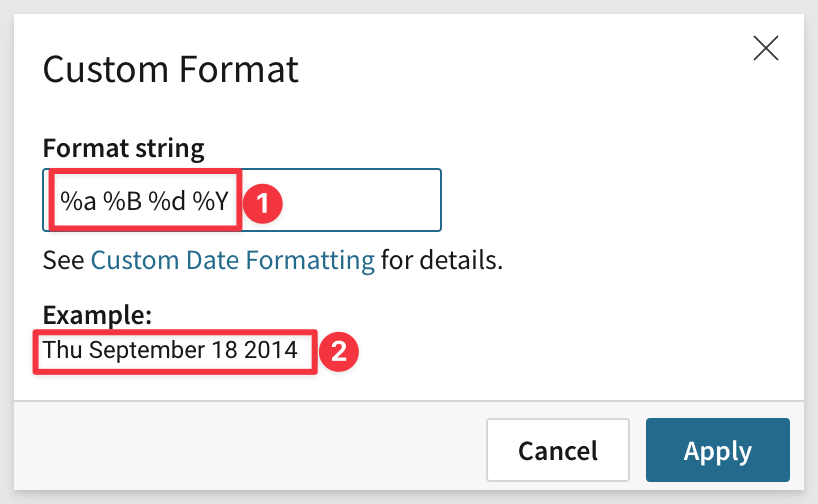 Custom Format
Format string
%a %B %d %Y 1
See Custom Date Formatting for details.
Example:
Thu September 18 2014 2
Cancel Apply